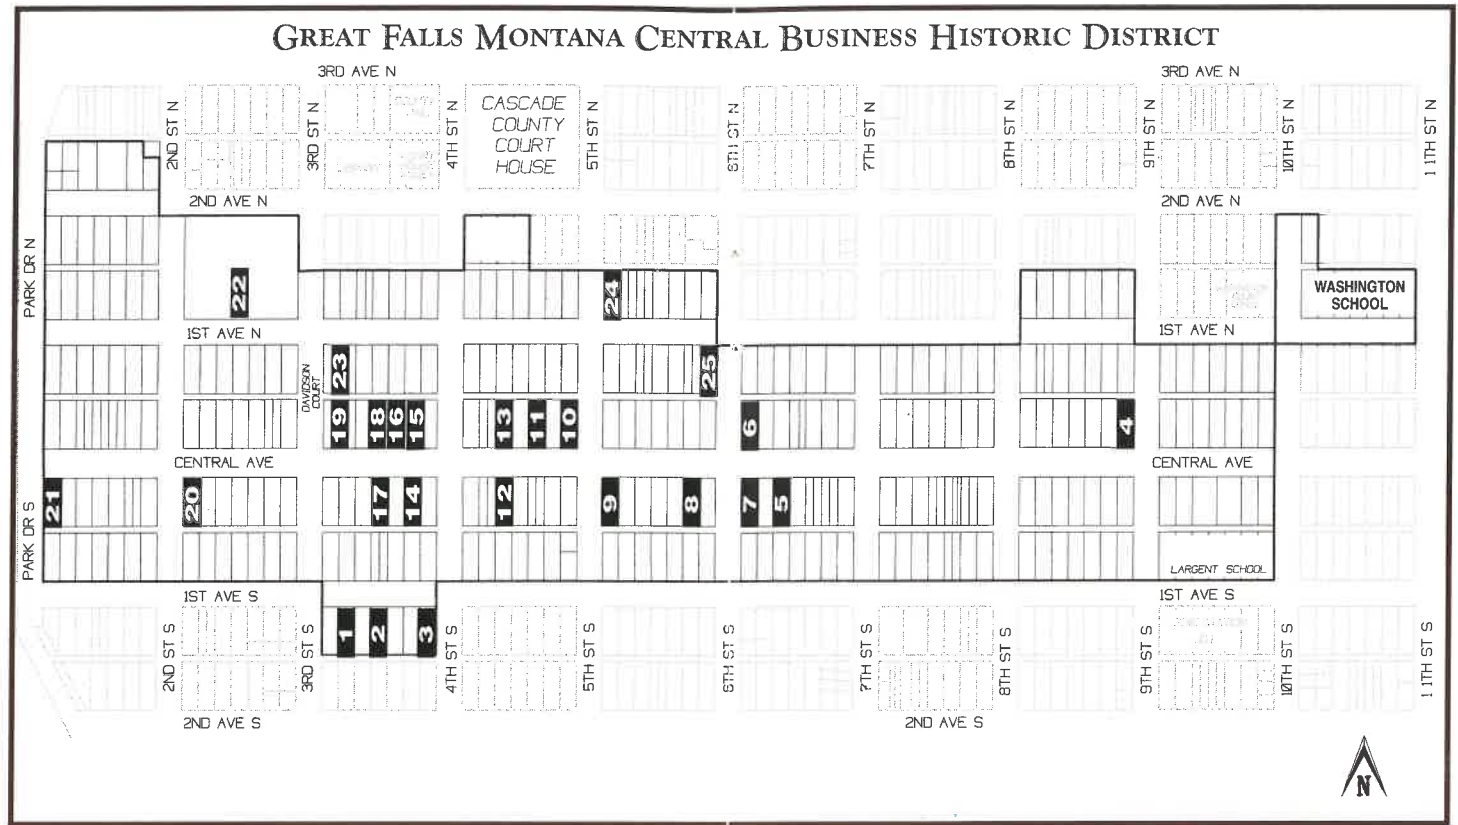 GREAT FALLS MONTANA CENTRAL BUSINESS HISTORIC DISTRICT
3RD AVE N
3RD AVE N
2ND ST N
3RD ST N
4TH ST N
CASCADE
COUNTY
COURT
HOUSE
5TH ST N
6TH ST N
7TH ST N
8TH ST N
9TH ST N
10TH ST N
11TH ST N
2ND AVE N
2ND AVE N
PARK DR N
22
24
WASHINGTON
SCHOOL
1ST AVE N
1ST AVE N
DAVIDSON
COURT
23
25
19
18
16
15
13
11
10
6
4
CENTRAL AVE
CENTRAL AVE
PARK DR S
21
20
17
14
12
9
8
7
5
LARGENT SCHOOL
1ST AVE S
1ST AVE S
1
2
3
2ND ST S
3RD ST S
4TH ST S
5TH ST S
6TH ST S
7TH ST S
8TH ST S
9TH ST S
10TH ST S
11TH ST S
2ND AVE S
2ND AVE S
N